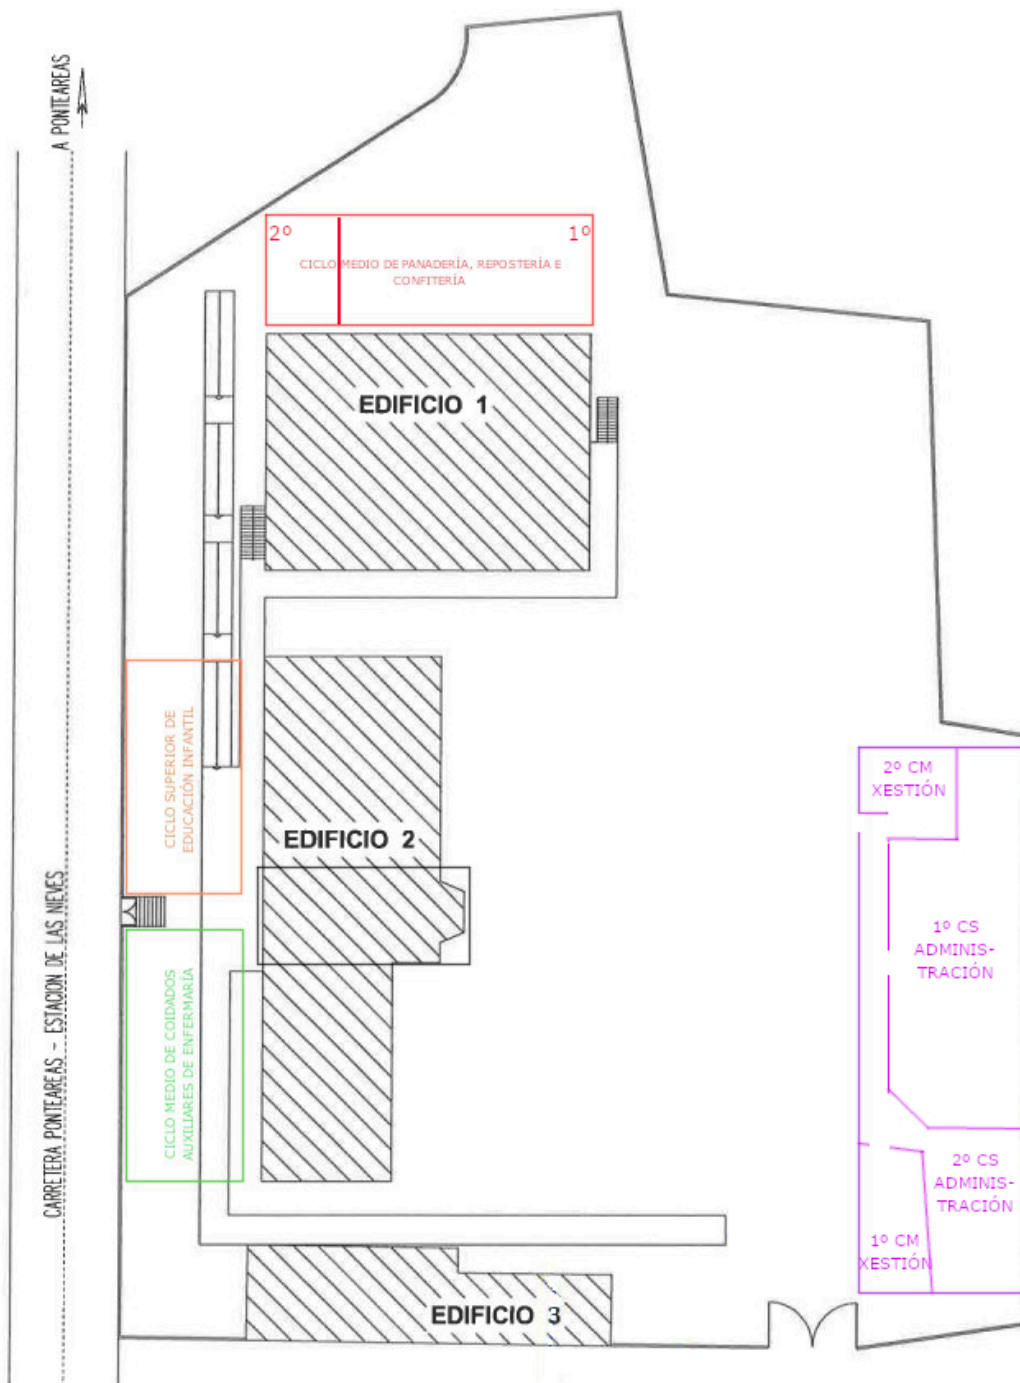 A PONTEAREAS
2º
1º
CICLO MEDIO DE PANADERÍA, REPOSTERÍA E
CONFITERÍA
EDIFICIO 1
CICLO SUPERIOR DE
EDUCACIÓN INFANTIL
EDIFICIO 2
2º CM
XESTIÓN
1º CS
ADMINIS-
TRACIÓN
CARRETERA PONTEAREAS - ESTACION DE LAS NIEVES
CICLO MEDIO DE COIDADOS
AUXILIARES DE ENFERMARÍA
2º CS
ADMINIS-
TRACIÓN
1º CM
XESTIÓN
EDIFICIO 3